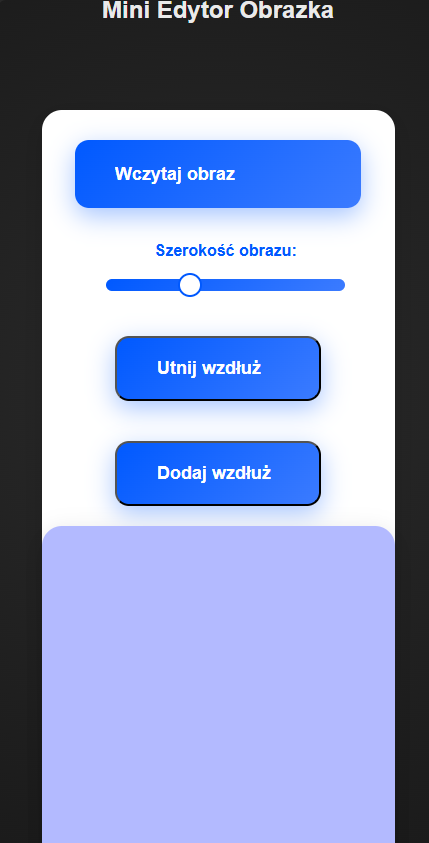 Mini Edytor Obrazka
Wczytaj obraz
Szerokość obrazu:
Utnij wzdłuż
Dodaj wzdłuż